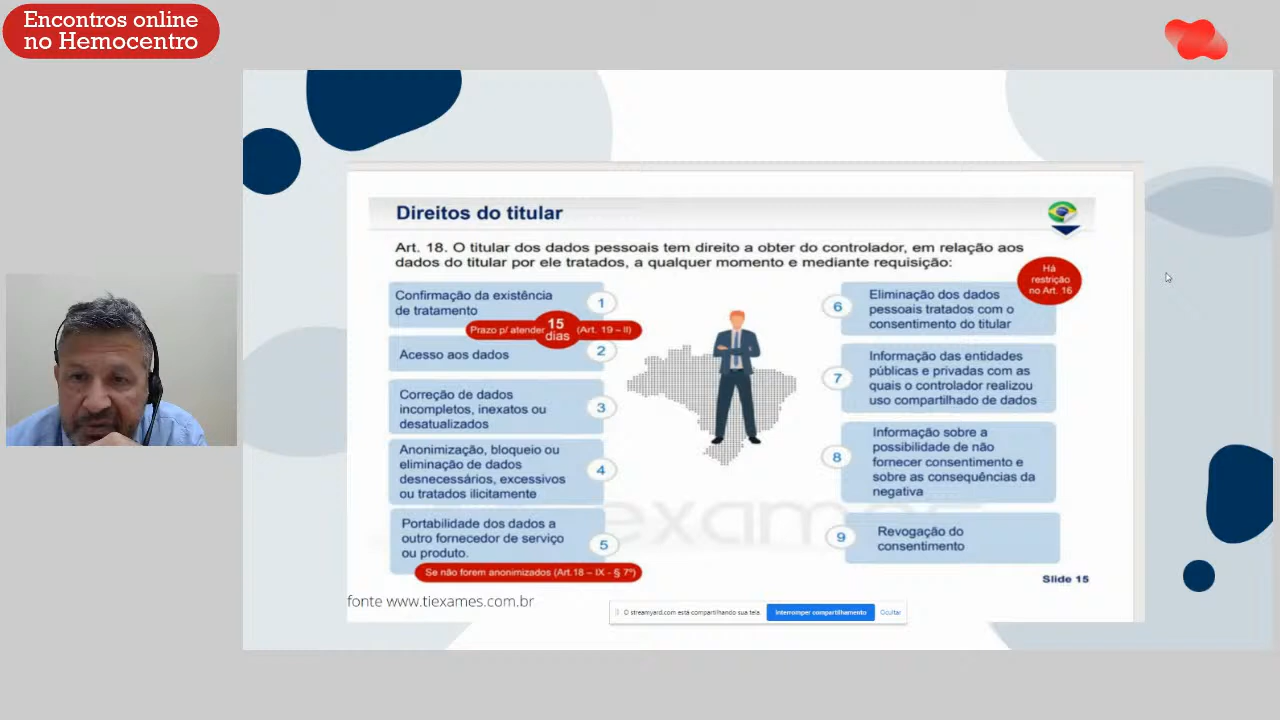 Encontros online
no Hemocentro
Direitos do titular
Art. 18. O titular dos dados pessoais tem direito a obter do controlador, em relação aos
dados do titular por ele tratados, a qualquer momento e mediante requisição:
Há
restrição
no Art. 16
Confirmação da existência
de tratamento
1
Prazo p/ atender 15 dias (Art. 19 – II)
Acesso aos dados
2
Correção de dados
incompletos, inexatos ou
desatualizados
3
Anonimização, bloqueio ou
eliminação de dados
desnecessários, excessivos
ou tratados ilicitamente
4
Portabilidade dos dados a
outro fornecedor de serviço
ou produto.
5
Se não forem anonimizados (Art.18 – IX - § 7º)
6
Eliminação dos dados
pessoais tratados com o
consentimento do titular
7
Informação das entidades
públicas e privadas com as
quais o controlador realizou
uso compartilhado de dados
8
Informação sobre a
possibilidade de não
fornecer consentimento e
sobre as consequências da
negativa
9
Revogação do
consentimento
Slide 15
fonte www.tiexames.com.br
O streamyard.com está compartilhando sua tela.
Interromper compartilhamento
Ocultar